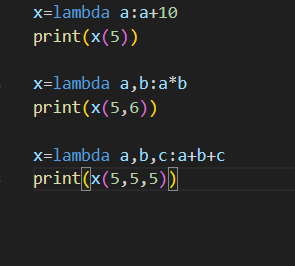 x=lambda a:a+10
print(x(5))
x=lambda a,b:a*b
print(x(5,6))
x=lambda a,b,c:a+b+c
print(x(5,5,5))